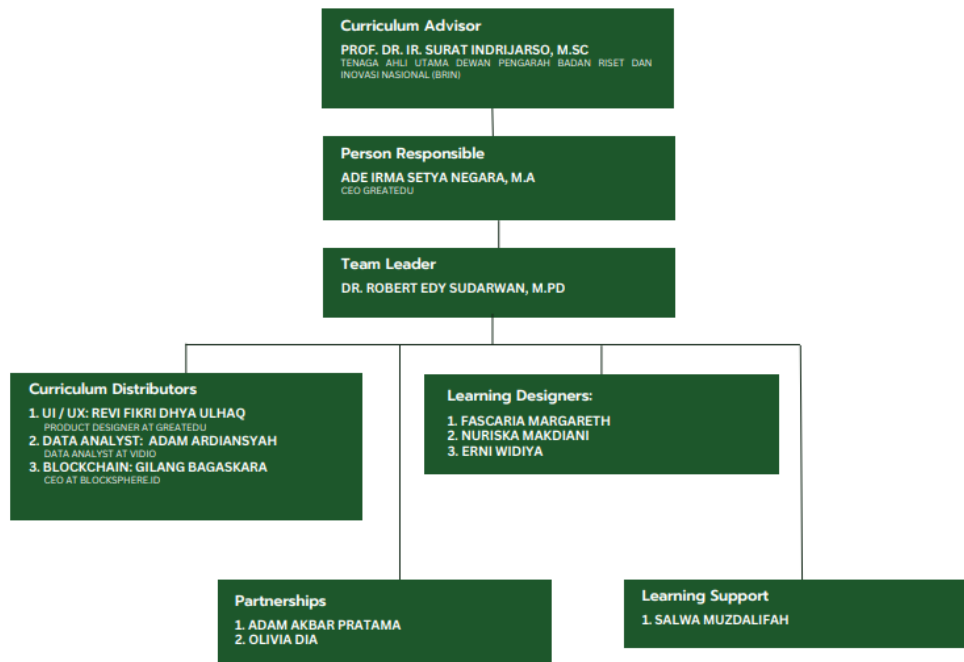 Curriculum Advisor
PROF. DR. IR. SURAT INDRIJARSO, M.SC
TENAGA AHLI UTAMA DEWAN PENGARAH BADAN RISET DAN
INOVASI NASIONAL (BRIN)
Person Responsible
ADE IRMA SETYA NEGARA, M.A
CEO GREATEDU
Team Leader
DR. ROBERT EDY SUDARWAN, M.PD
Curriculum Distributors
1. UI / UX: REVI FIKRI DHYA ULHAQ
PRODUCT DESIGNER AT GREATEDU
2. DATA ANALYST: ADAM ARDIANSYAH
DATA ANALYST AT VIDIO
3. BLOCKCHAIN: GILANG BAGASKARA
CEO AT BLOCKSPHERE.ID
Learning Designers:
1. FASCARIA MARGARETH
2. NURISKA MAKDIANI
3. ERNI WIDIYA
Partnerships
1. ADAM AKBAR PRATAMA
2. OLIVIA DIA
Learning Support
1. SALWA MUZDALIFAH